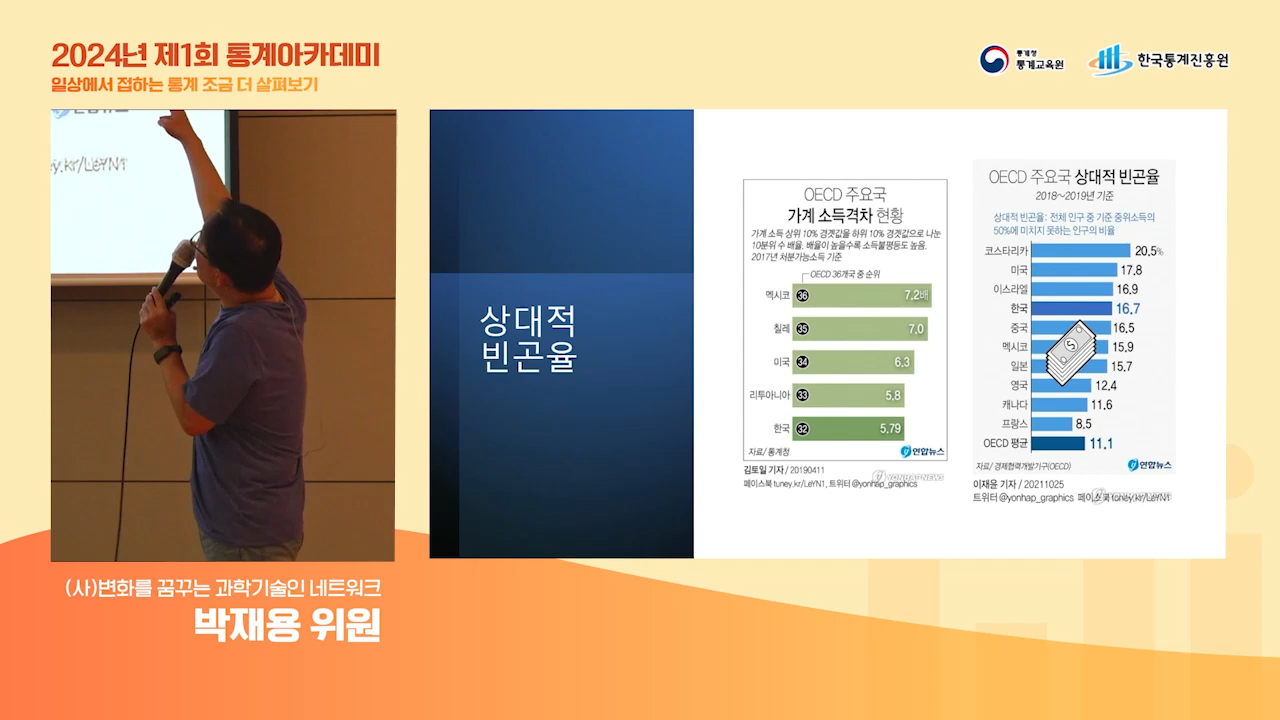 2024년 제1회 통계아카데미
일상에서 접하는 통계 조금 더 살펴보기
통계청
통계교육원
한국통계진흥원
ey.kr/LeYN1
상대적
빈곤율
OECD 주요국
가계 소득격차 현황
가계 소득 상위 10% 경곗값을 하위 10% 경곗값으로 나눈
10분위 수 배율. 배율이 높을수록 소득불평등도 높음.
2017년 처분가능소득 기준
OECD 36개국 중 순위
멕시코 36 7.2배
칠레 35 7.0
미국 34 6.3
리투아니아 33 5.8
한국 32 5.79
자료/ 통계청
연합뉴스
김토일 기자 / 20190411
YONHAP NEWS
페이스북 tuney.kr/LeYN1, 트위터 @yonhap_graphics
OECD 주요국 상대적 빈곤율
2018~2019년 기준
상대적 빈곤율: 전체 인구 중 기준 중위소득의
50%에 미치지 못하는 인구의 비율
코스타리카 20.5%
미국 17.8
이스라엘 16.9
한국 16.7
중국 16.5
멕시코 15.9
일본 15.7
영국 12.4
캐나다 11.6
프랑스 8.5
OECD 평균 11.1
자료/ 경제협력개발기구(OECD)
연합뉴스
이재윤 기자 / 20211025
트위터 @yonhap_graphics 페이스북 tuney.kr/LeYN1
(사)변화를 꿈꾸는 과학기술인 네트워크
박재용 위원